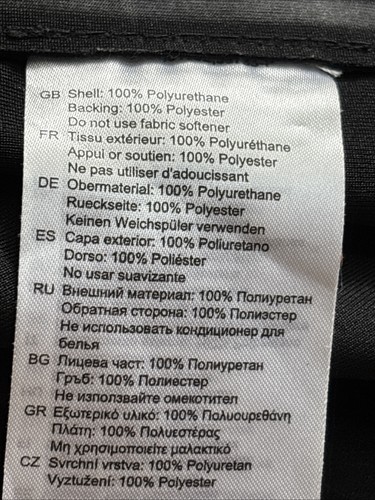 GB Shell: 100% Polyurethane
Backing: 100% Polyester
Do not use fabric softener
FR Tissu extérieur: 100% Polyuréthane
Appui or soutien: 100% Polyester
Ne pas utiliser d'adoucissant
DE Obermaterial: 100% Polyurethane
Rueckseite: 100% Polyester
Keinen Weichspüler verwenden
ES Capa exterior: 100% Poliuretano
Dorso: 100% Poliéster
No usar suavizante
RU Внешний материал: 100% Полиуретан
Обратная сторона: 100% Полиэстер
Не использовать кондиционер для
белья
BG Лицева част: 100% Полиуретан
Гръб: 100% Полиестер
Не използвайте омекотител
GR Εξωτερικό υλικό: 100% Πολυουρεθάνη
Πλάτη: 100% Πολυεστέρας
Μη χρησιμοποιείτε μαλακτικό
CZ Svrchní vrstva: 100% Polyuretan
Vyztužení: 100% Polyester